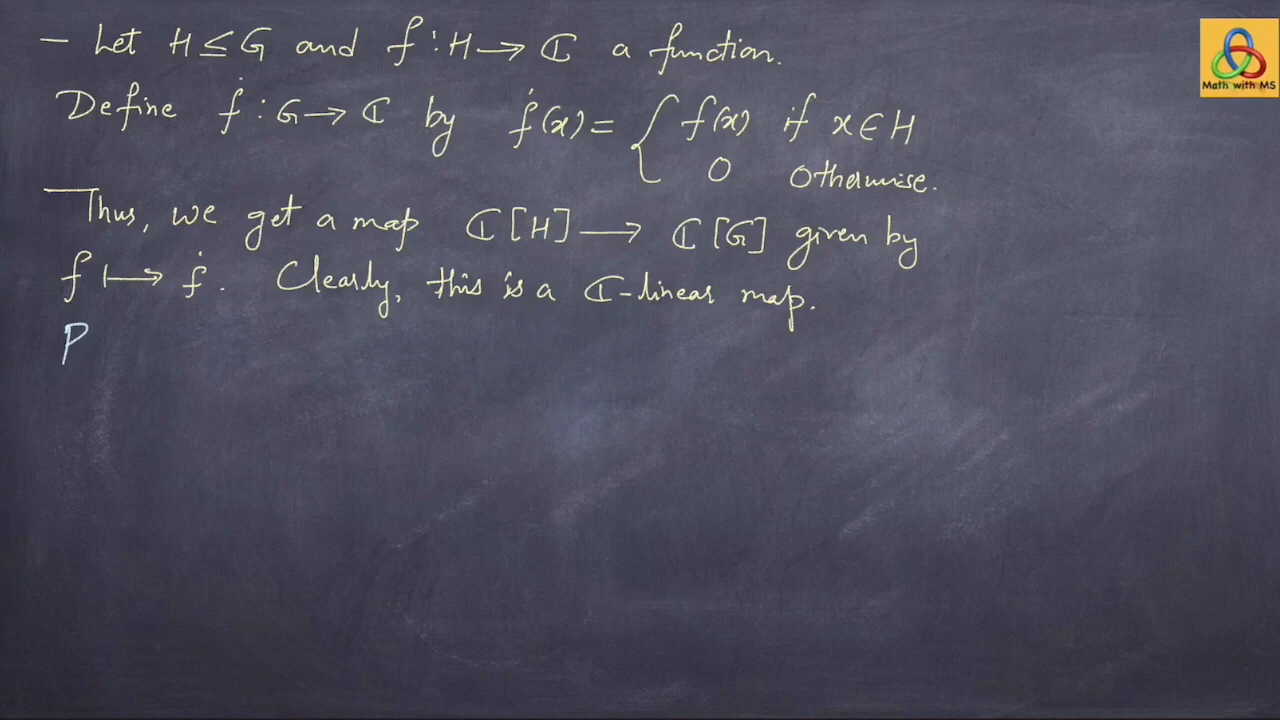 - Let H ≤ G and f : H → ℂ a function.
Define ḟ : G → ℂ by ḟ(x) = { f(x) if x ∈ H
0 otherwise.
Thus, we get a map ℂ[H] → ℂ[G] given by
f ↦ ḟ. Clearly, this is a ℂ-linear map.
P
Math with MS